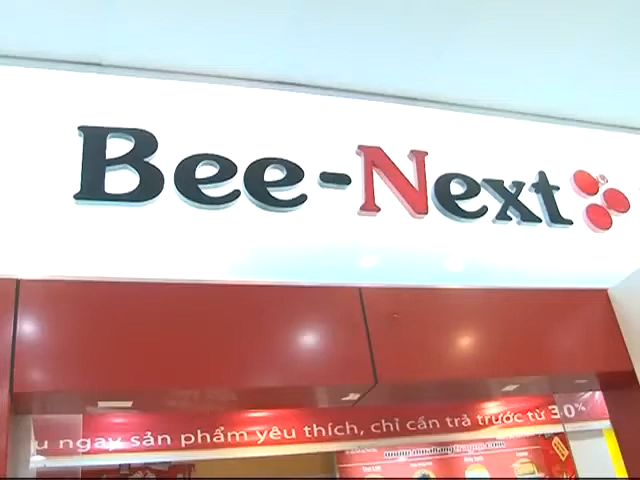 Bee-Next
u ngay sản phẩm yêu thích, chỉ cần trả trước từ 30%